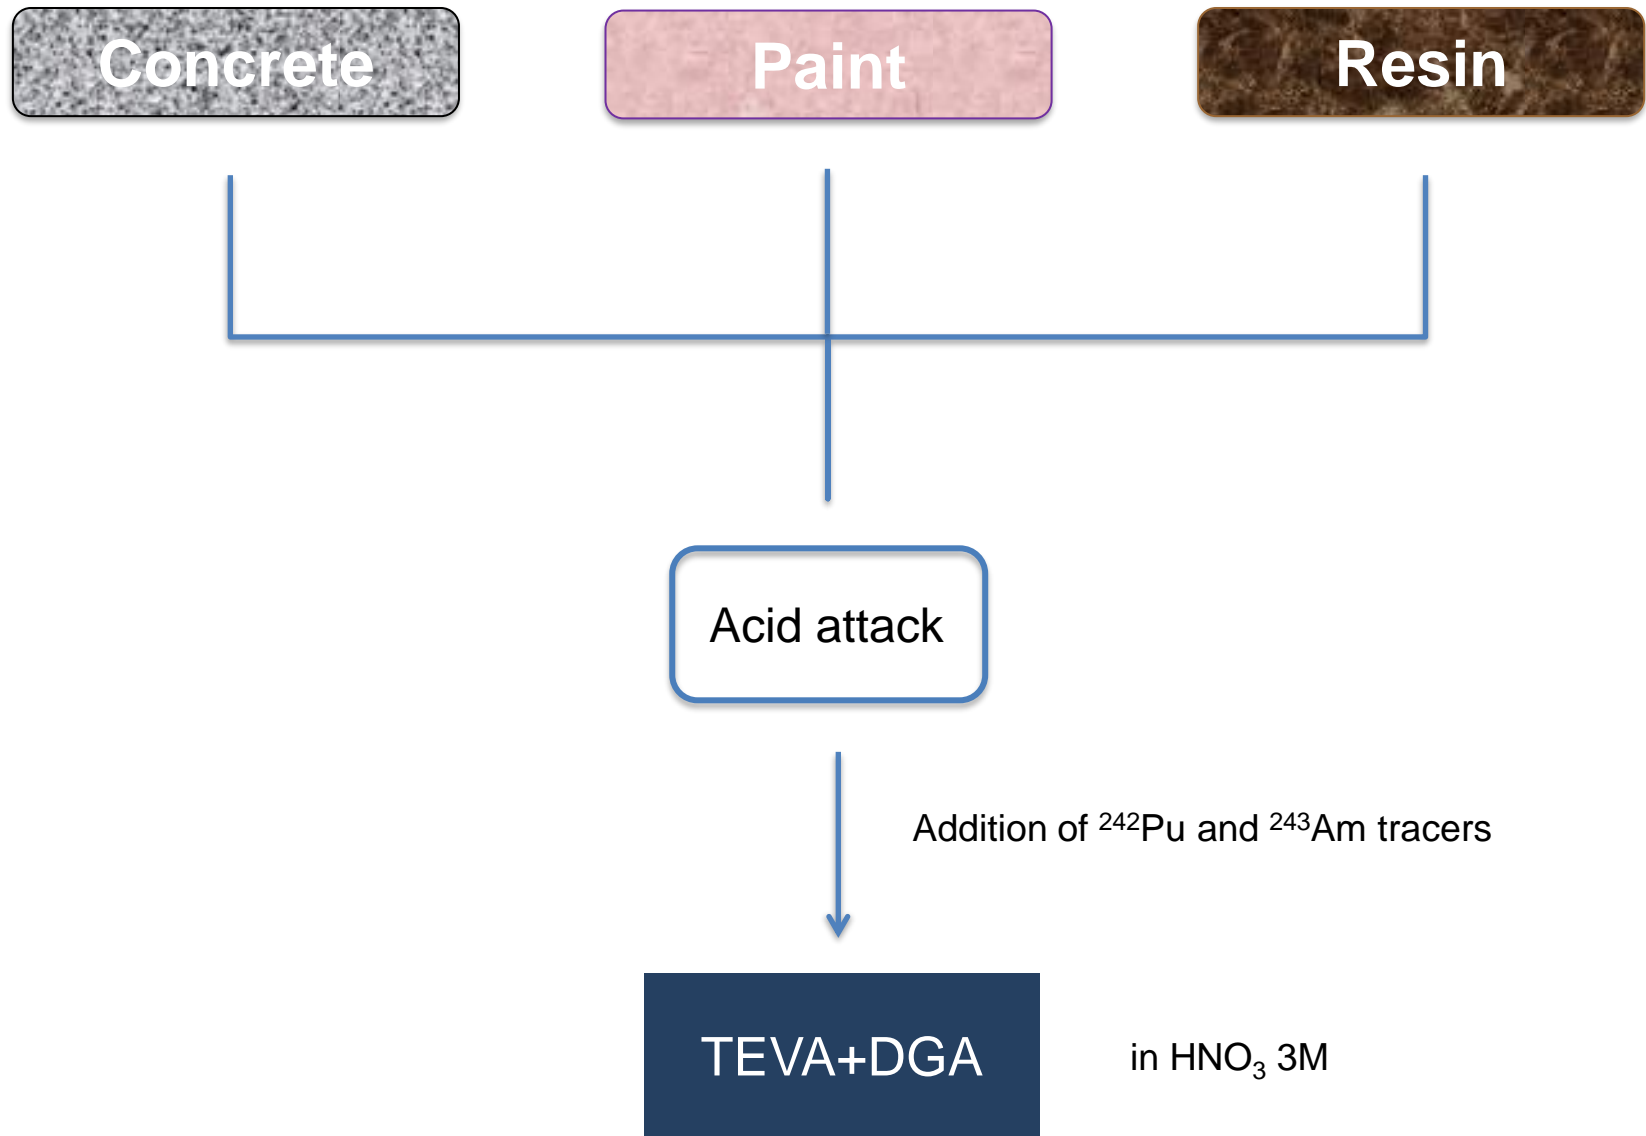 Concrete
Paint
Resin
Acid attack
Addition of ²⁴²Pu and ²⁴³Am tracers
TEVA+DGA
in HNO₃ 3M